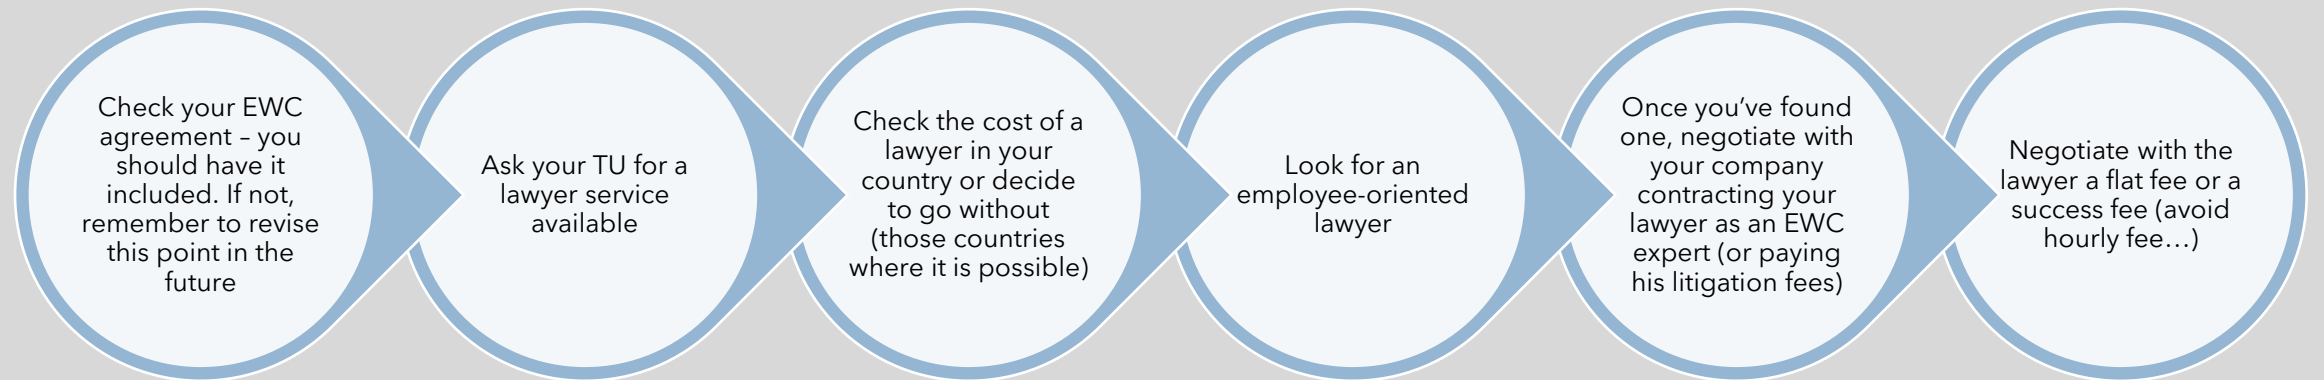 Check your EWC
agreement – you
should have it
included. If not,
remember to revise
this point in the
future
Ask your TU for a
lawyer service
available
Check the cost of a
lawyer in your
country or decide
to go without
(those countries
where it is possible)
Look for an
employee-oriented
lawyer
Once you’ve found
one, negotiate with
your company
contracting your
lawyer as an EWC
expert (or paying
his litigation fees)
Negotiate with the
lawyer a flat fee or a
success fee (avoid
hourly fee…)